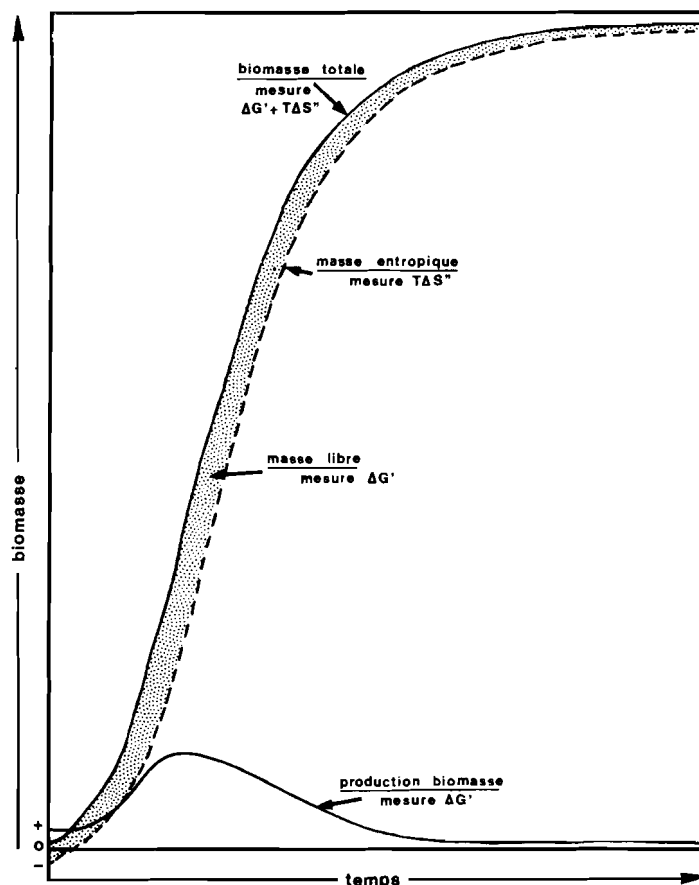 biomasse totale
mesure
ΔG' + TΔS"
masse entropique
mesure TΔS"
masse libre
mesure ΔG'
biomasse
production biomasse
mesure ΔG'
+
o
−
temps